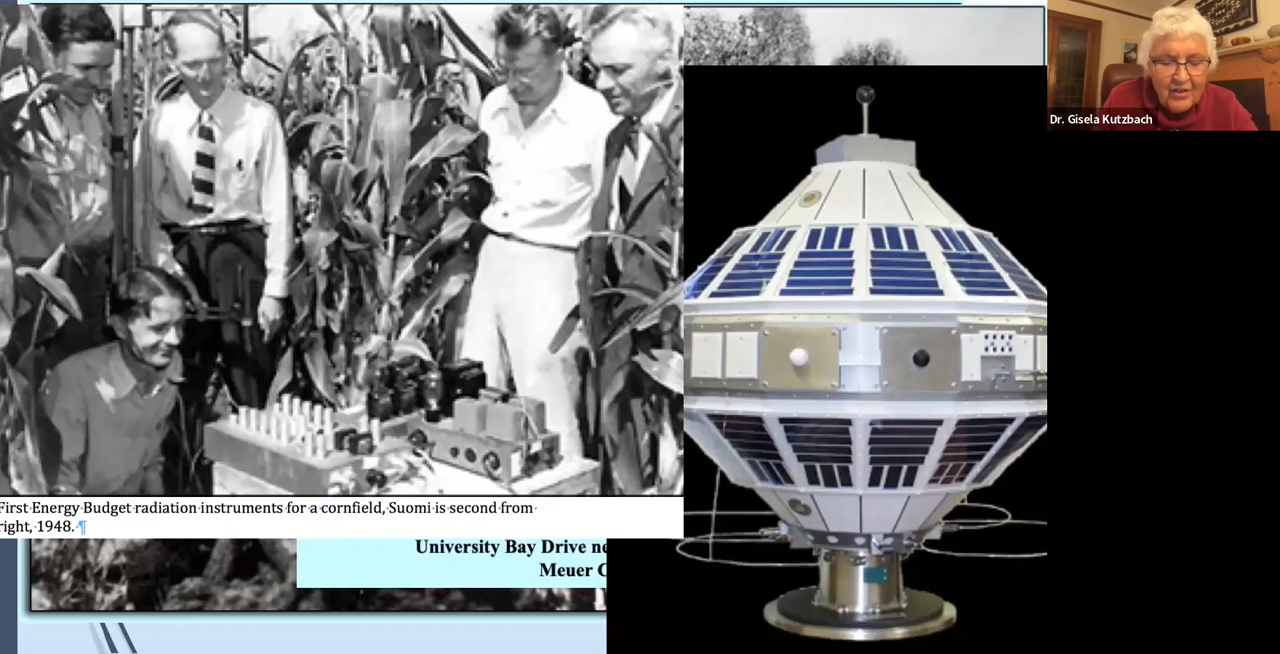 Dr. Gisela Kutzbach
First·Energy·Budget·radiation·instruments·for·a·cornfield,·Suomi·is·second·from·
right,·1948.·¶
University Bay Drive ne
Meuer C